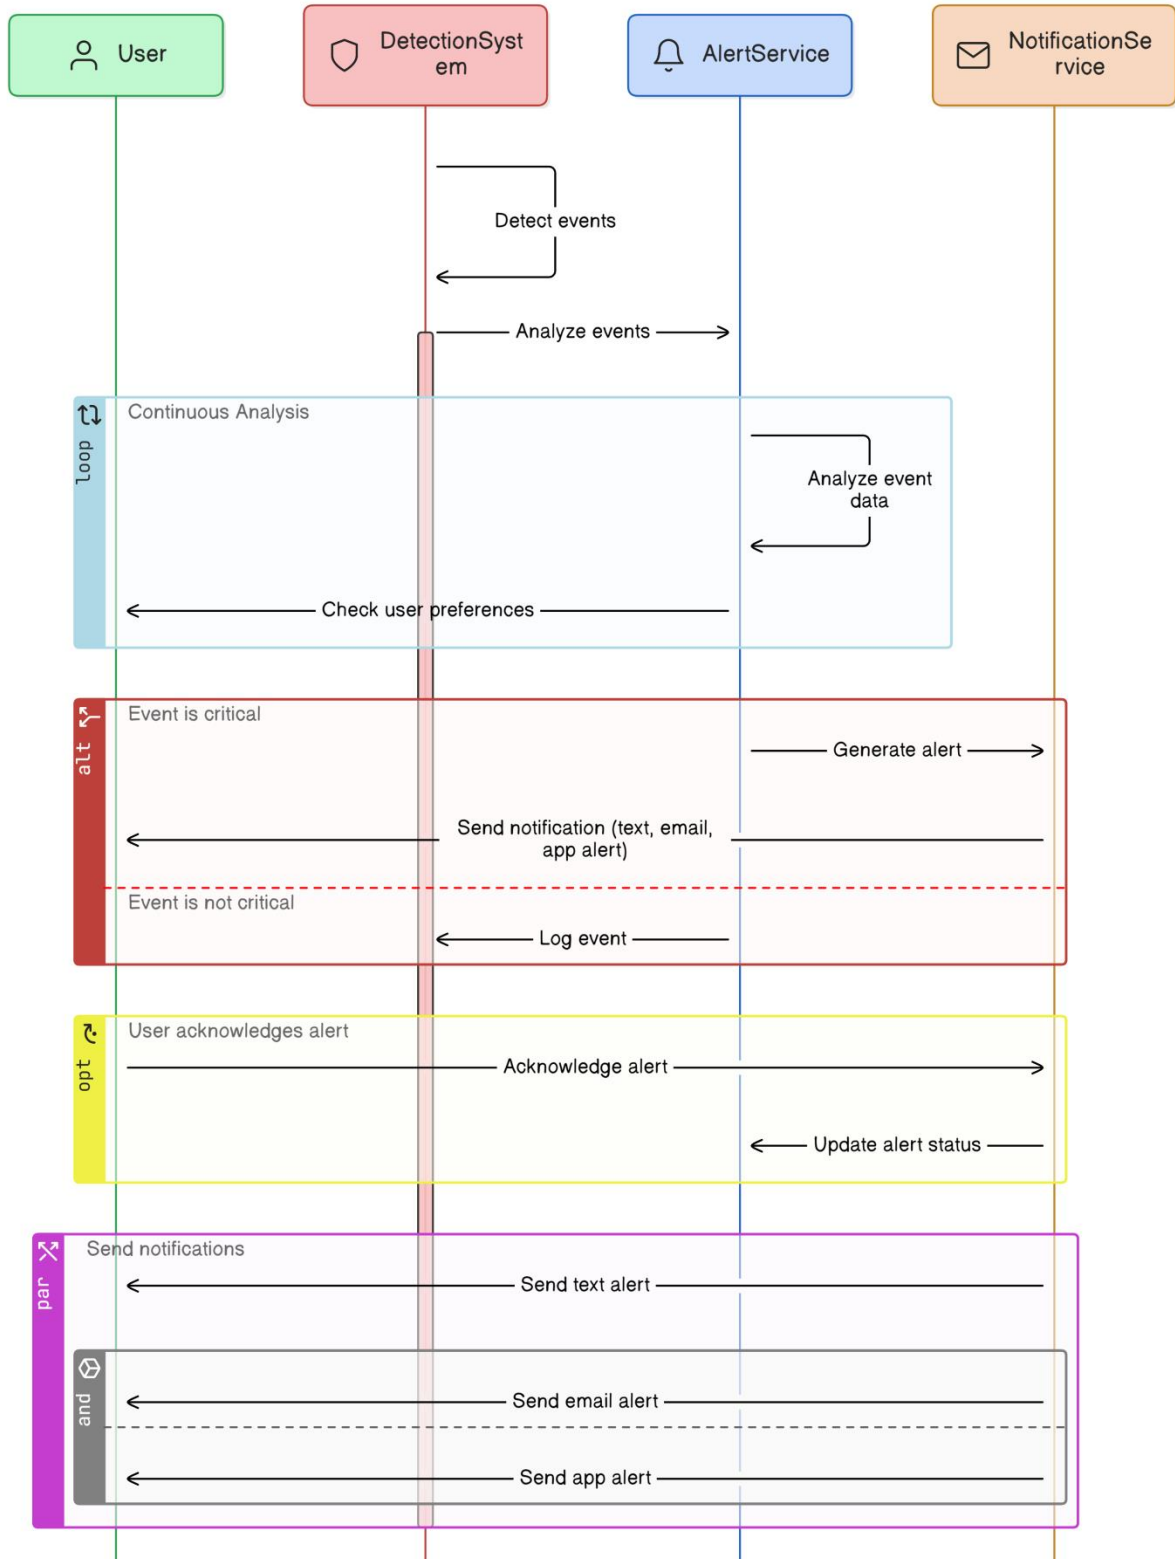 User
DetectionSyst
em
AlertService
NotificationSe
rvice
Detect events
Analyze events
loop
Continuous Analysis
Analyze event
data
Check user preferences
alt
Event is critical
Generate alert
Send notification (text, email,
app alert)
Event is not critical
Log event
opt
User acknowledges alert
Acknowledge alert
Update alert status
par
Send notifications
Send text alert
and
Send email alert
Send app alert